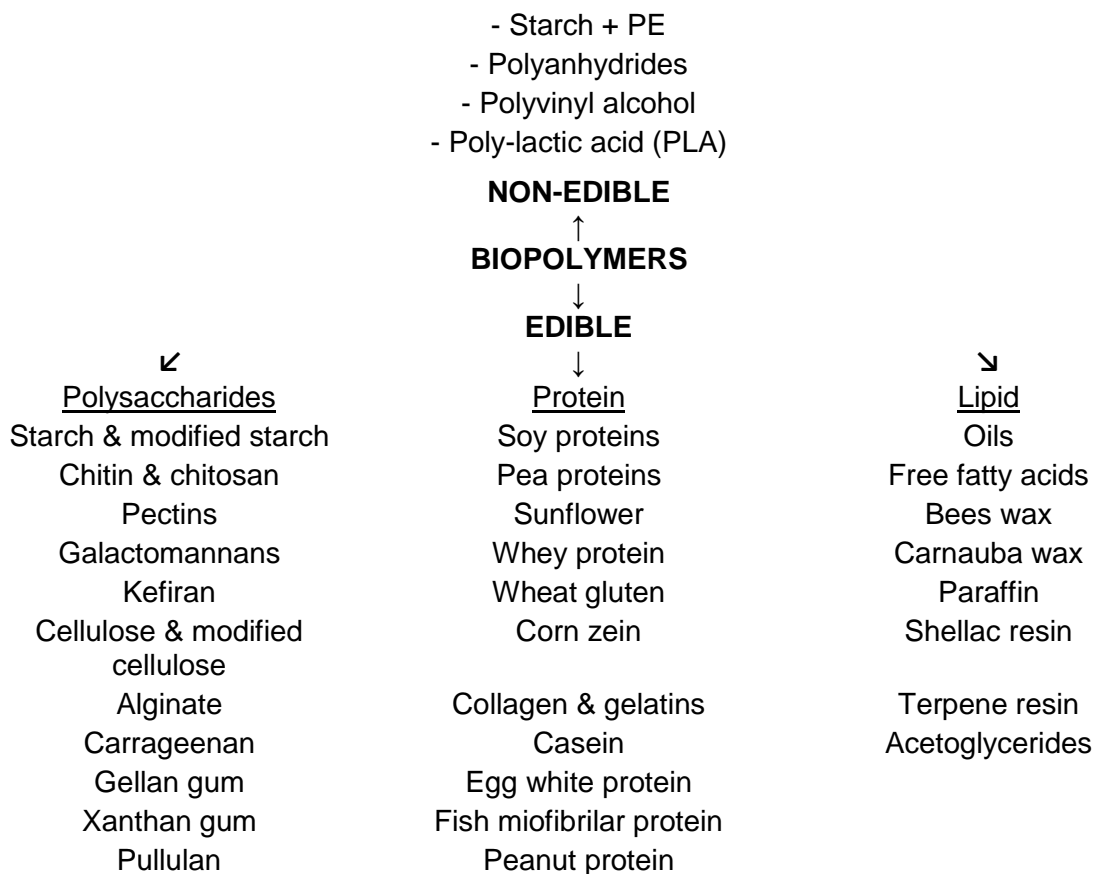 - Starch + PE
- Polyanhydrides
- Polyvinyl alcohol
- Poly-lactic acid (PLA)
NON-EDIBLE
↑
BIOPOLYMERS
↓
EDIBLE
↙ ↓ ↘
Polysaccharides Protein Lipid
Starch & modified starch Soy proteins Oils
Chitin & chitosan Pea proteins Free fatty acids
Pectins Sunflower Bees wax
Galactomannans Whey protein Carnauba wax
Kefiran Wheat gluten Paraffin
Cellulose & modified Corn zein Shellac resin
cellulose
Alginate Collagen & gelatins Terpene resin
Carrageenan Casein Acetoglycerides
Gellan gum Egg white protein
Xanthan gum Fish miofibrilar protein
Pullulan Peanut protein